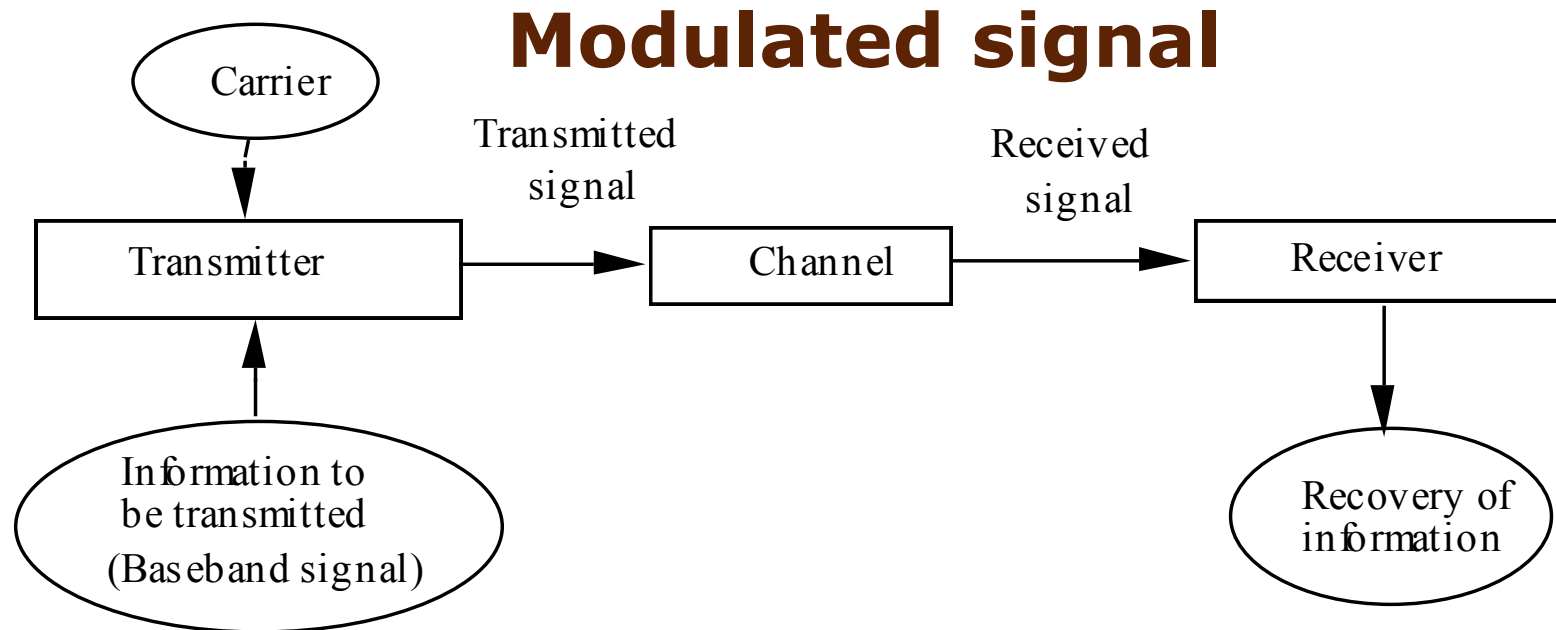 Modulated signal
Carrier
Transmitted
signal
Received
signal
Transmitter
Channel
Receiver
Information to
be transmitted
(Baseband signal)
Recovery of
information